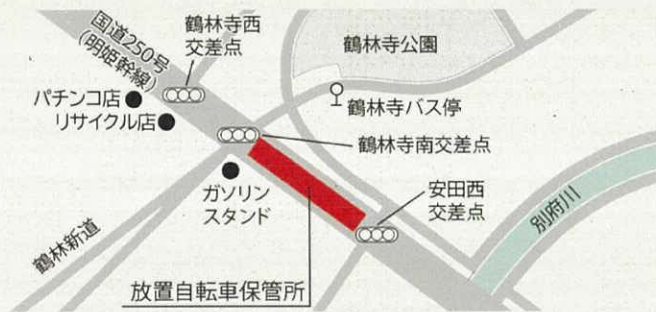 国道250号
(明姫幹線)
鶴林寺西
交差点
鶴林寺公園
パチンコ店
リサイクル店
鶴林寺バス停
鶴林寺南交差点
ガソリン
スタンド
安田西
交差点
別府川
鶴林新道
放置自転車保管所